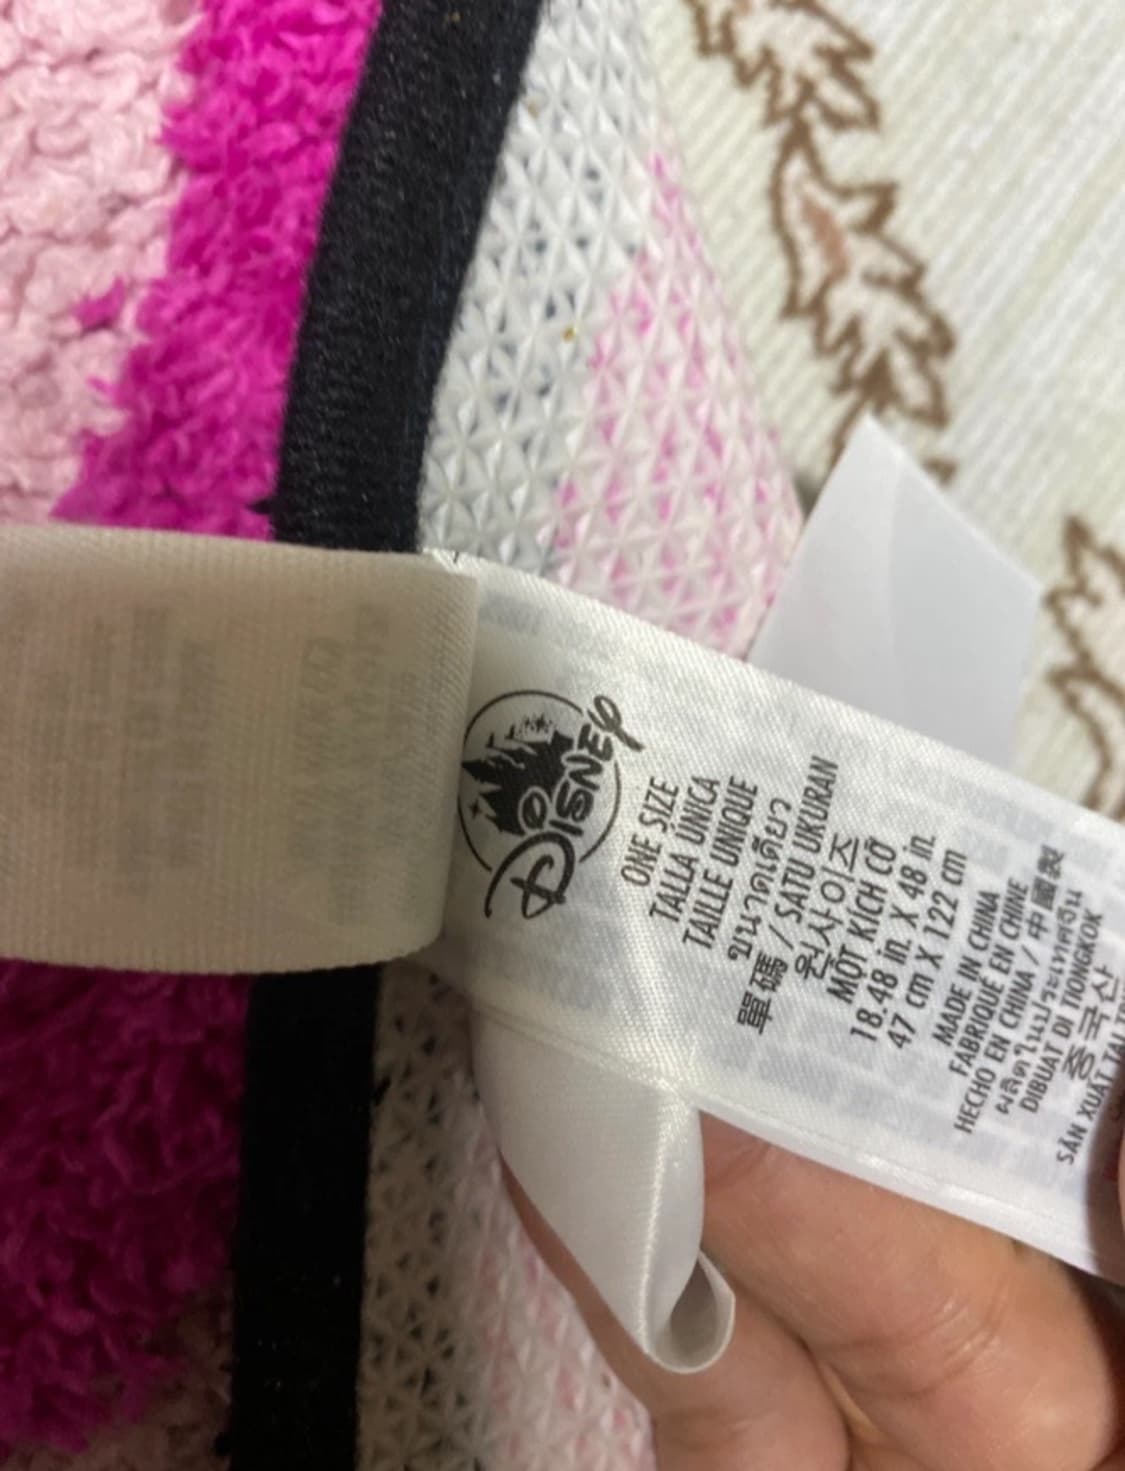 Disney
ONE SIZE
TALLA ÚNICA
TAILLE UNIQUE
ขนาดเดียว
單碼 / SATU UKURAN
원사이즈
MỘT KÍCH CỠ
18.48 in. X 48 in.
47 cm X 122 cm
MADE IN CHINA
FABRIQUÉ EN CHINE
HECHO EN CHINA / 中國製
ผลิตในประเทศจีน
DIBUAT DI TIONGKOK
중국산
SẢN XUẤT TẠI